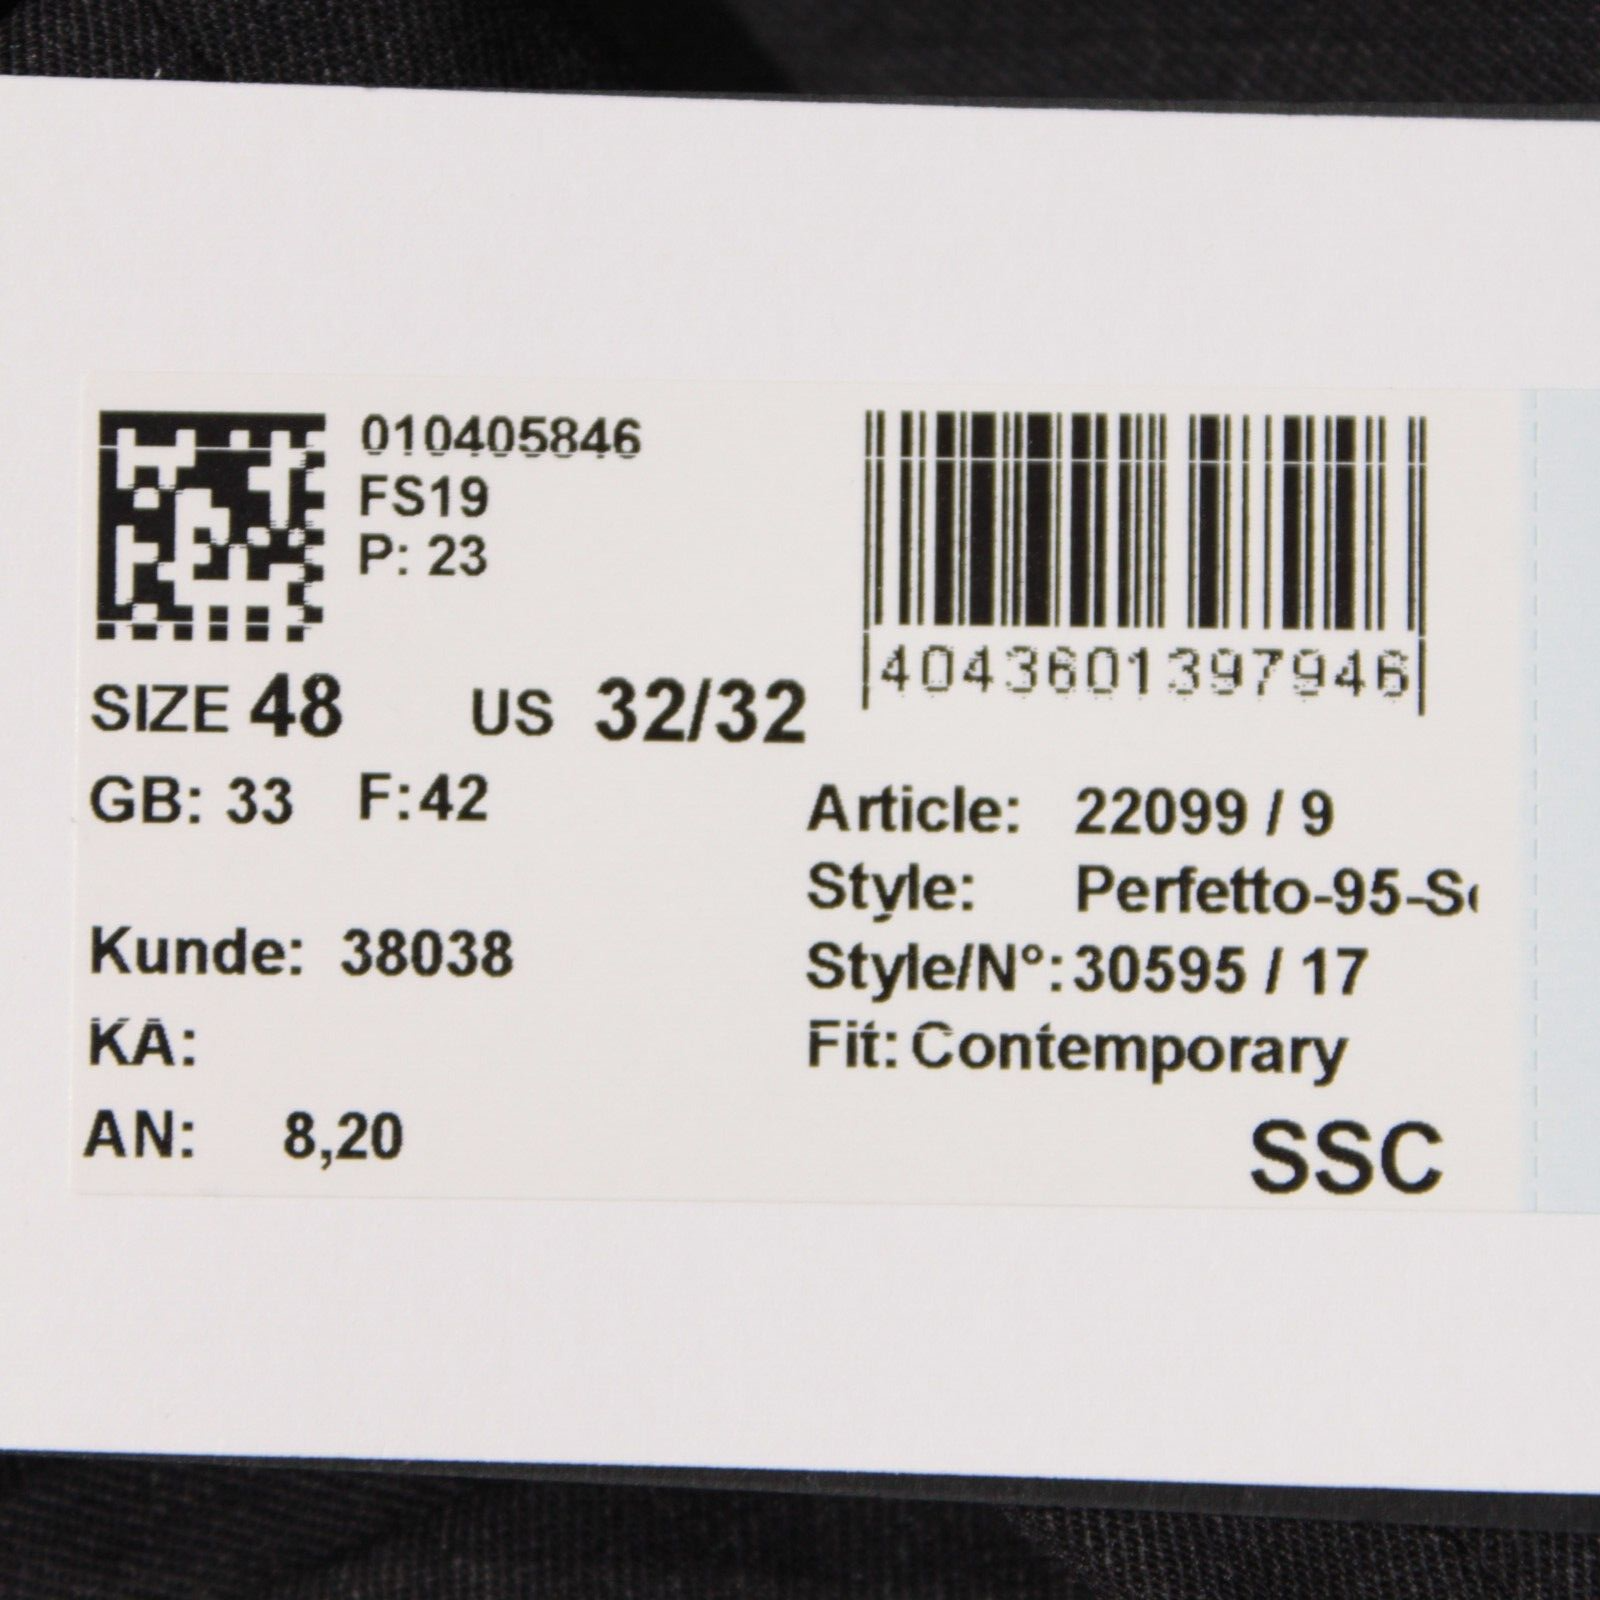 010405846
FS19
P: 23
4043601397946
SIZE 48 US 32/32
GB: 33 F:42
Article: 22099 / 9
Style: Perfetto-95-S
Kunde: 38038
Style/N°: 30595 / 17
KA:
Fit: Contemporary
AN: 8,20
SSC